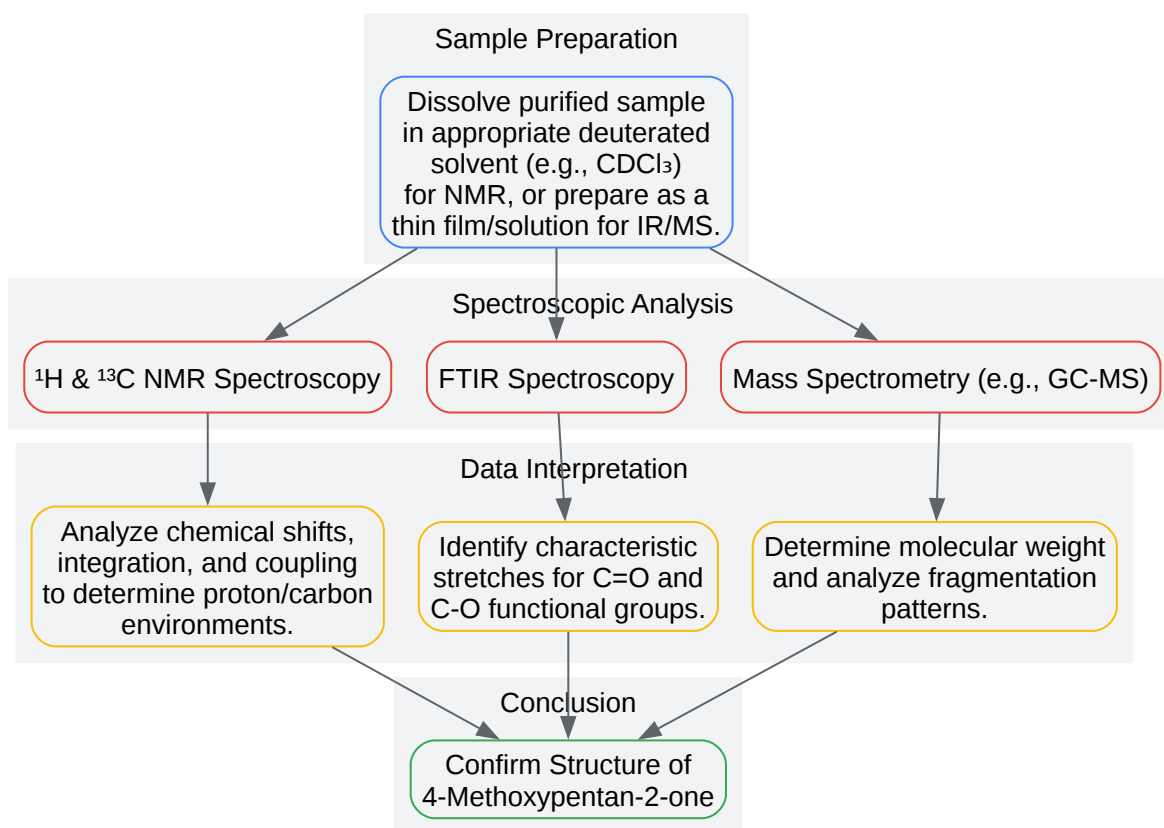 Sample Preparation
Dissolve purified sample
in appropriate deuterated
solvent (e.g., CDCl₃)
for NMR, or prepare as a
thin film/solution for IR/MS.
Spectroscopic Analysis
¹H & ¹³C NMR Spectroscopy
FTIR Spectroscopy
Mass Spectrometry (e.g., GC-MS)
Data Interpretation
Analyze chemical shifts,
integration, and coupling
to determine proton/carbon
environments.
Identify characteristic
stretches for C=O and
C-O functional groups.
Determine molecular weight
and analyze fragmentation
patterns.
Conclusion
Confirm Structure of
4-Methoxypentan-2-one